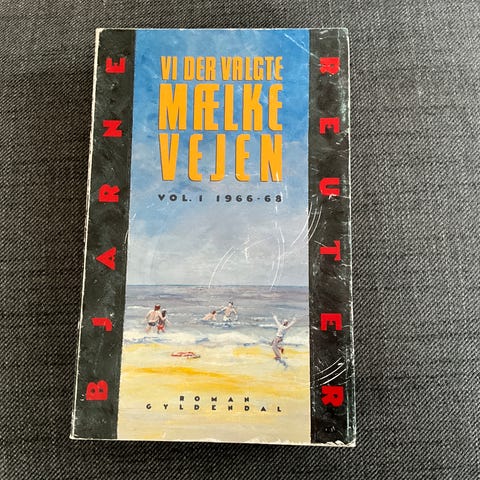 BJARNE
REUTER
VI DER VALGTE
MÆLKE
VEJEN
VOL. I 1966-68
ROMAN
GYLDENDAL